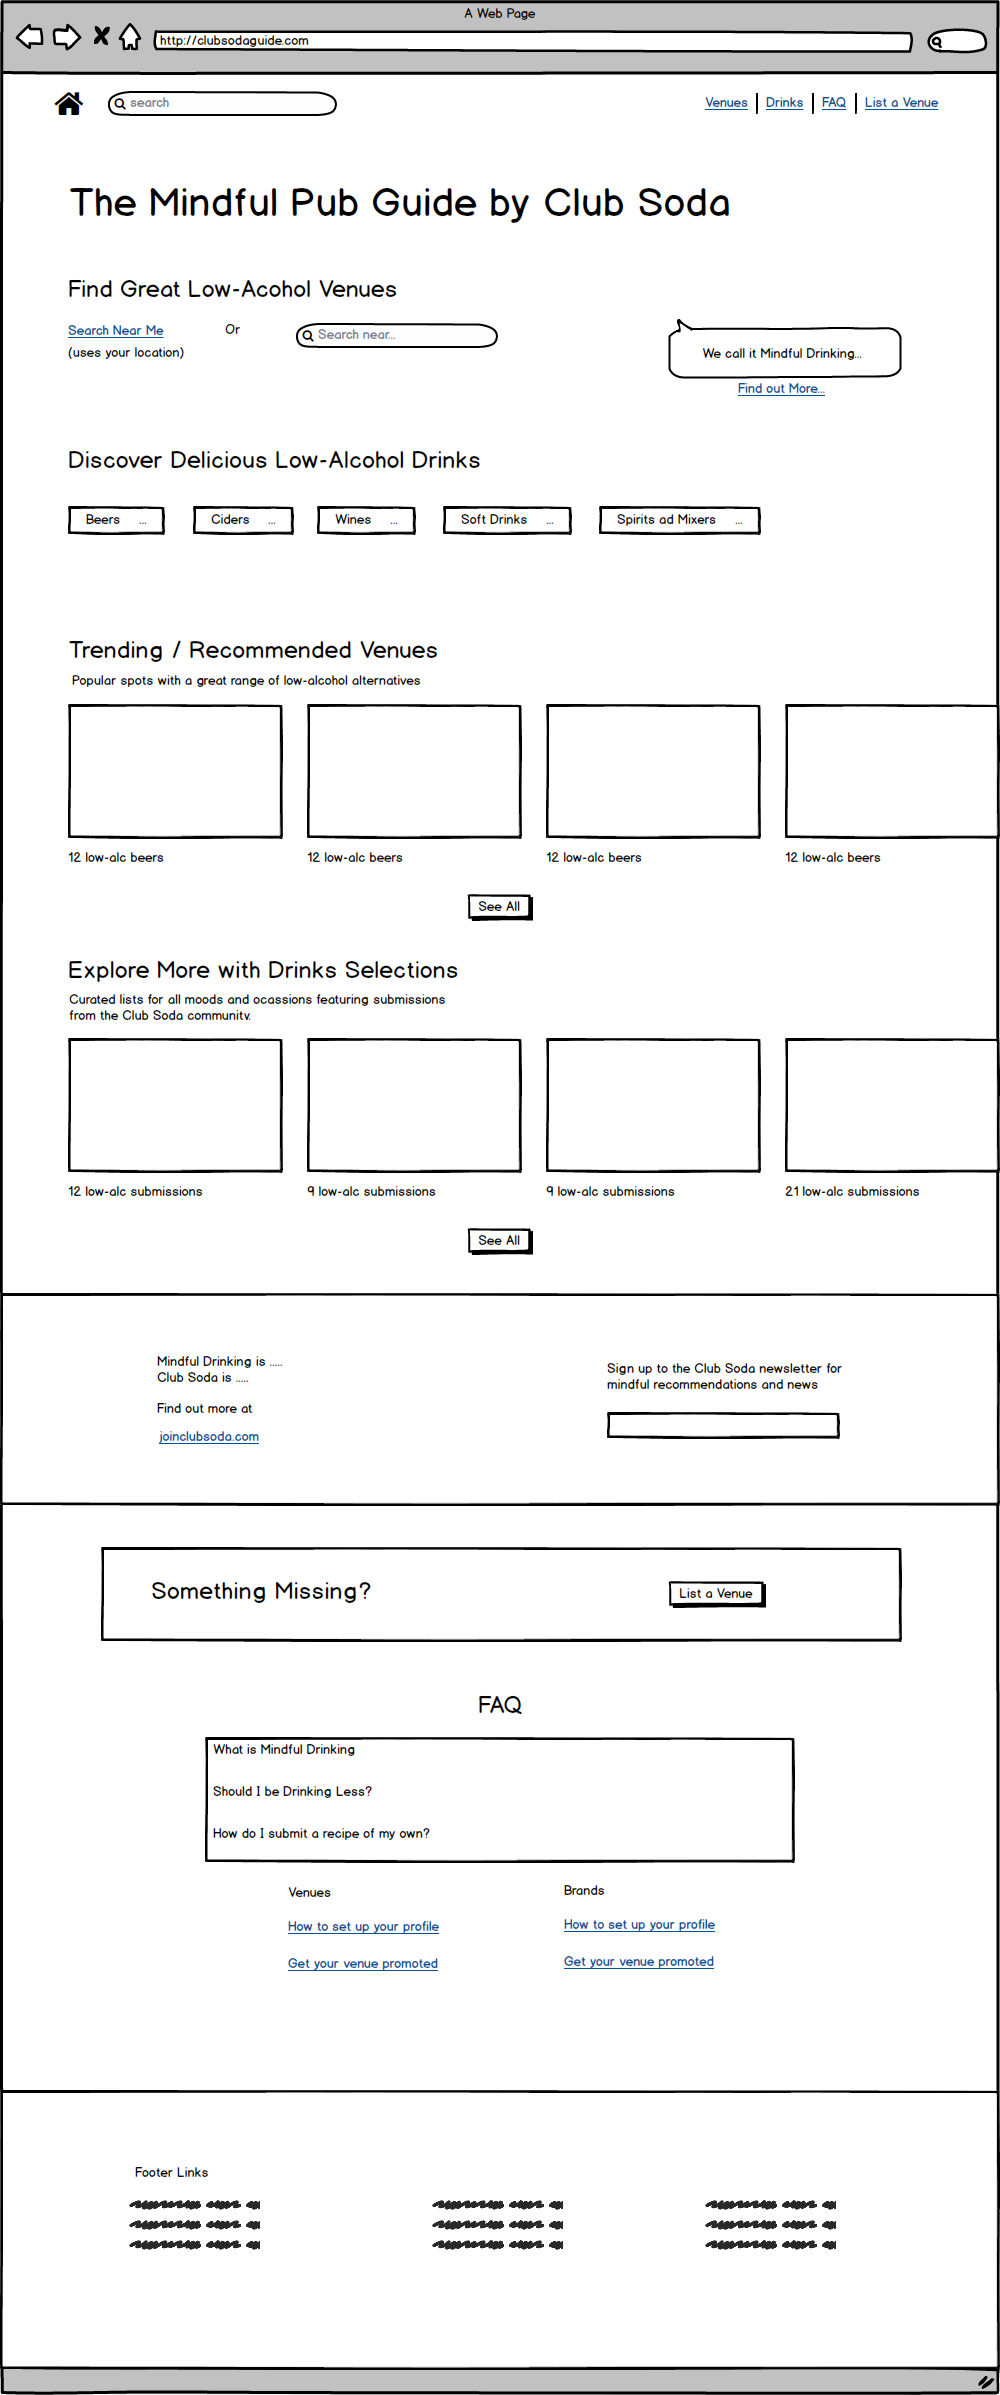 A Web Page
http://clubsodaguide.com
search
Venues | Drinks | FAQ | List a Venue
The Mindful Pub Guide by Club Soda
Find Great Low-Acohol Venues
Search Near Me
(uses your location)
Or
Search near...
We call it Mindful Drinking...
Find out More...
Discover Delicious Low-Alcohol Drinks
Beers ...
Ciders ...
Wines ...
Soft Drinks ...
Spirits ad Mixers ...
Trending / Recommended Venues
Popular spots with a great range of low-alcohol alternatives
12 low-alc beers
12 low-alc beers
12 low-alc beers
12 low-alc beers
See All
Explore More with Drinks Selections
Curated lists for all moods and ocassions featuring submissions
from the Club Soda community.
12 low-alc submissions
9 low-alc submissions
9 low-alc submissions
21 low-alc submissions
See All
Mindful Drinking is .....
Club Soda is .....
Find out more at
joinclubsoda.com
Sign up to the Club Soda newsletter for
mindful recommendations and news
Something Missing?
List a Venue
FAQ
What is Mindful Drinking
Should I be Drinking Less?
How do I submit a recipe of my own?
Venues
How to set up your profile
Get your venue promoted
Brands
How to set up your profile
Get your venue promoted
Footer Links